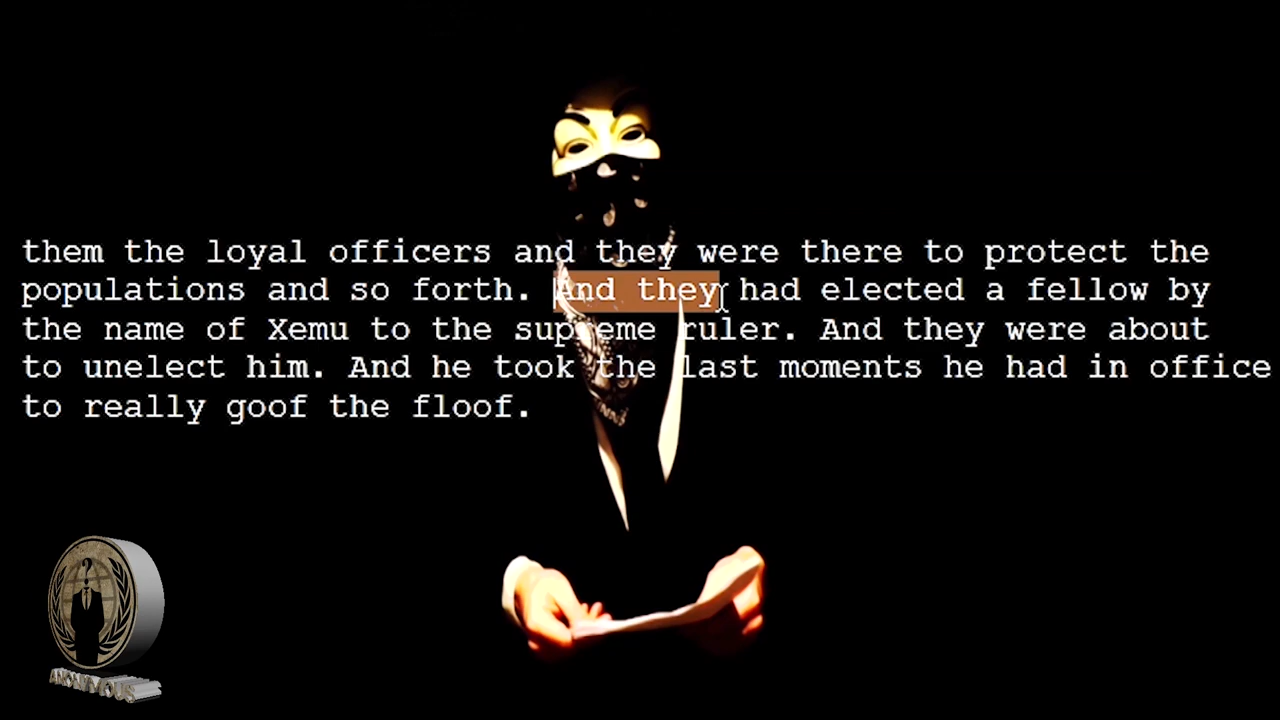 them the loyal officers and they were there to protect the
populations and so forth. And they had elected a fellow by
the name of Xemu to the supreme ruler. And they were about
to unelect him. And he took the last moments he had in office
to really goof the floof.
ANONYMOUS